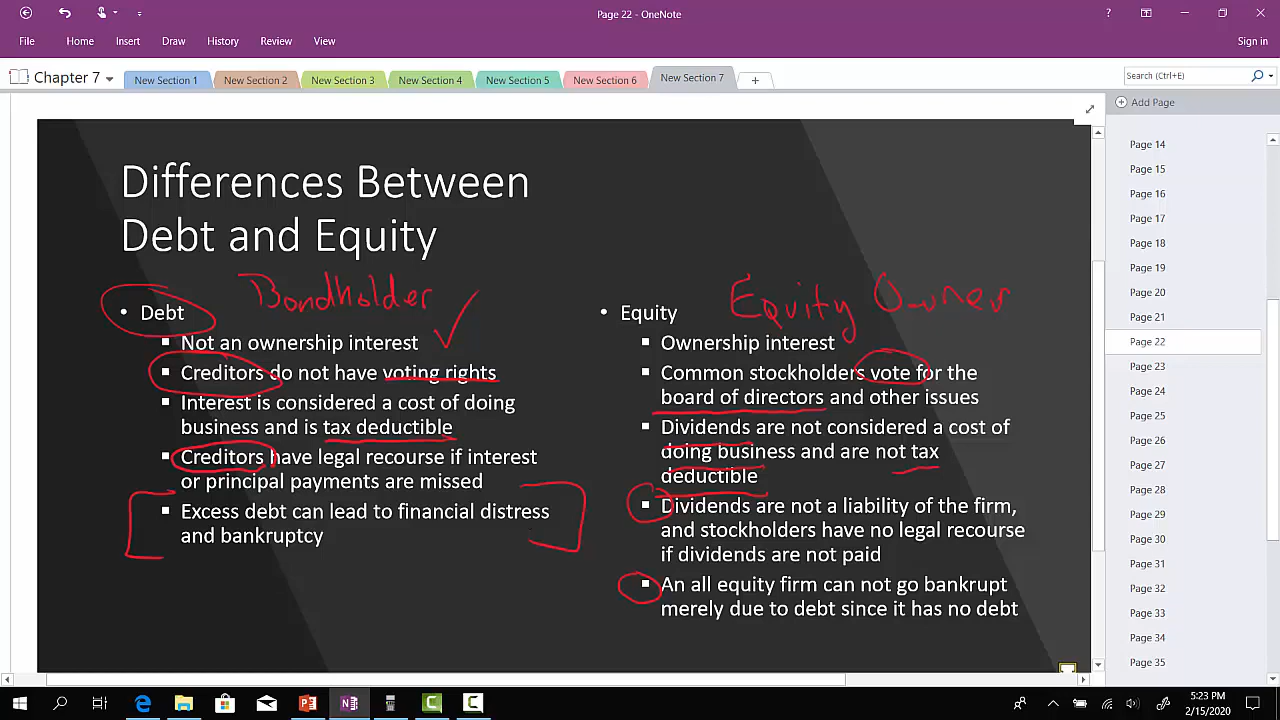 Page 22 - OneNote
File Home Insert Draw History Review View
Sign in
Chapter 7
New Section 1
New Section 2
New Section 3
New Section 4
New Section 5
New Section 6
New Section 7
Search (Ctrl+E)
Add Page
Differences Between
Debt and Equity
Bondholder
• Debt
▪ Not an ownership interest
▪ Creditors do not have voting rights
▪ Interest is considered a cost of doing
business and is tax deductible
▪ Creditors have legal recourse if interest
or principal payments are missed
▪ Excess debt can lead to financial distress
and bankruptcy
Equity Owner
• Equity
▪ Ownership interest
▪ Common stockholders vote for the
board of directors and other issues
▪ Dividends are not considered a cost of
doing business and are not tax
deductible
▪ Dividends are not a liability of the firm,
and stockholders have no legal recourse
if dividends are not paid
▪ An all equity firm can not go bankrupt
merely due to debt since it has no debt
Page 14
Page 15
Page 16
Page 17
Page 18
Page 19
Page 20
Page 21
Page 22
Page 23
Page 24
Page 25
Page 26
Page 27
Page 28
Page 29
Page 30
Page 31
Page 32
Page 33
Page 34
Page 35
5:23 PM
2/15/2020